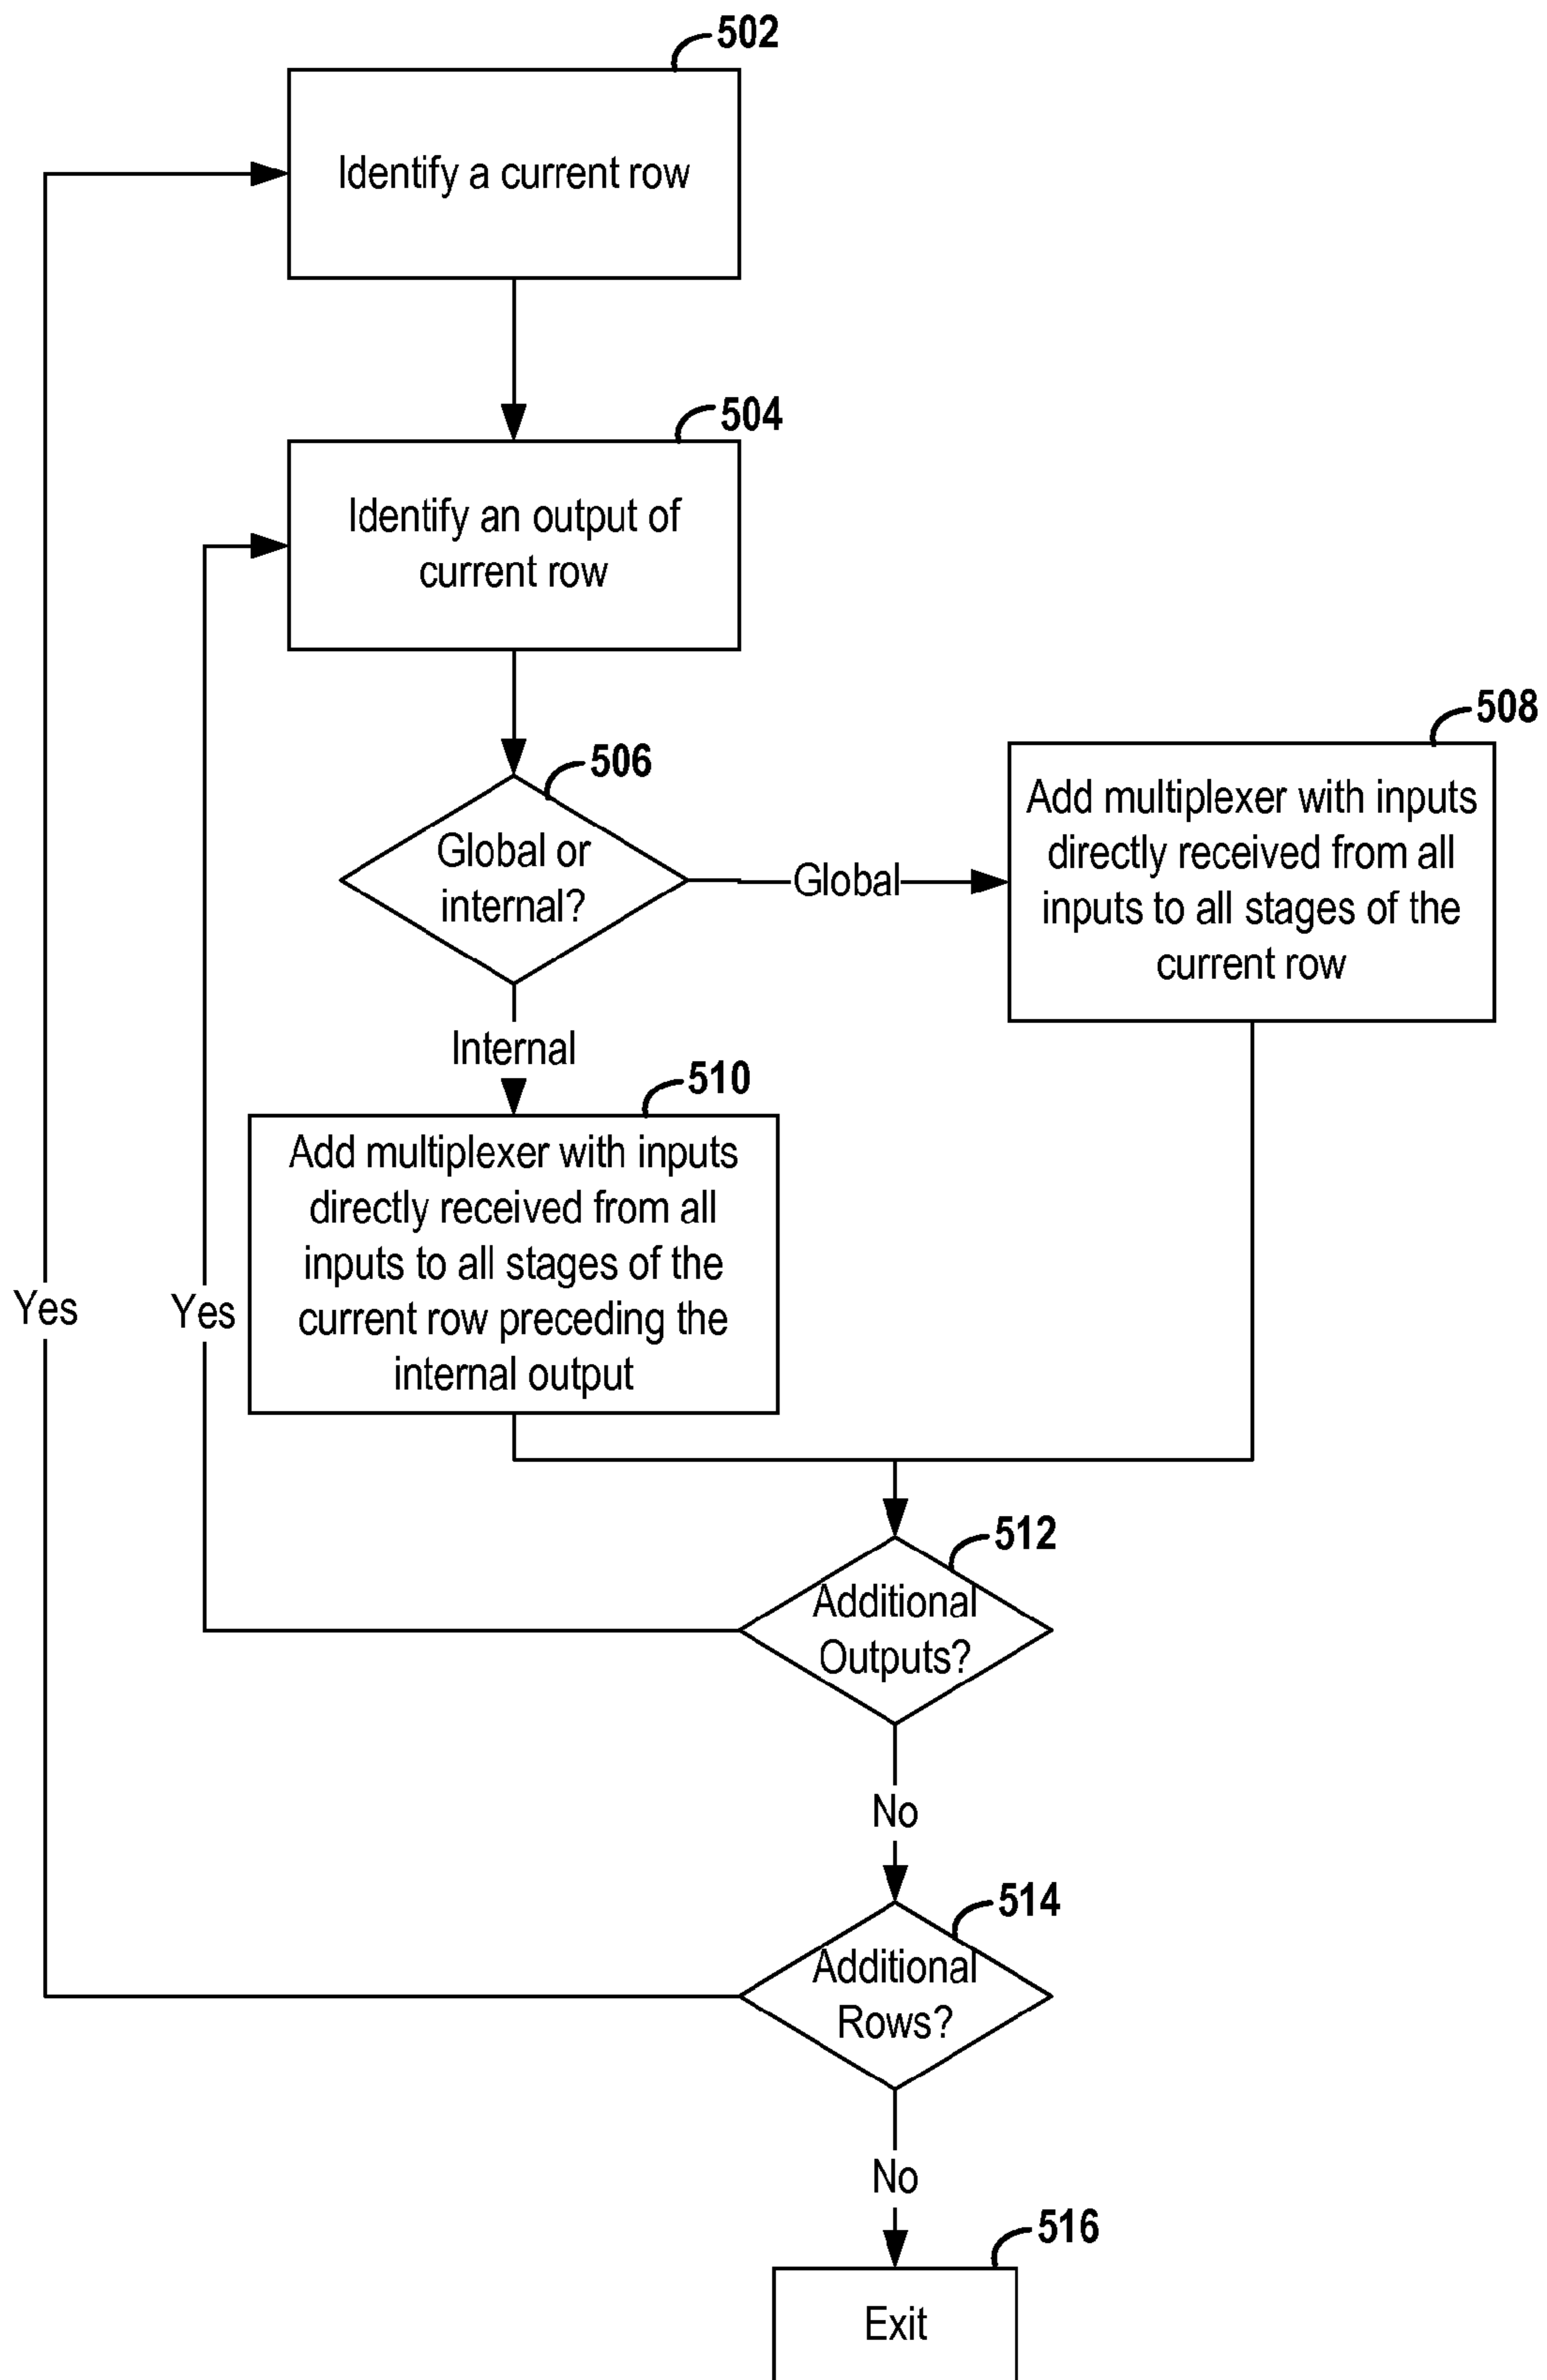 502
Identify a current row
504
Identify an output of
current row
506
Global or
internal?
Global
508
Add multiplexer with inputs
directly received from all
inputs to all stages of the
current row
Internal
510
Add multiplexer with inputs
directly received from all
inputs to all stages of the
current row preceding the
internal output
Yes
Yes
512
Additional
Outputs?
No
514
Additional
Rows?
No
516
Exit